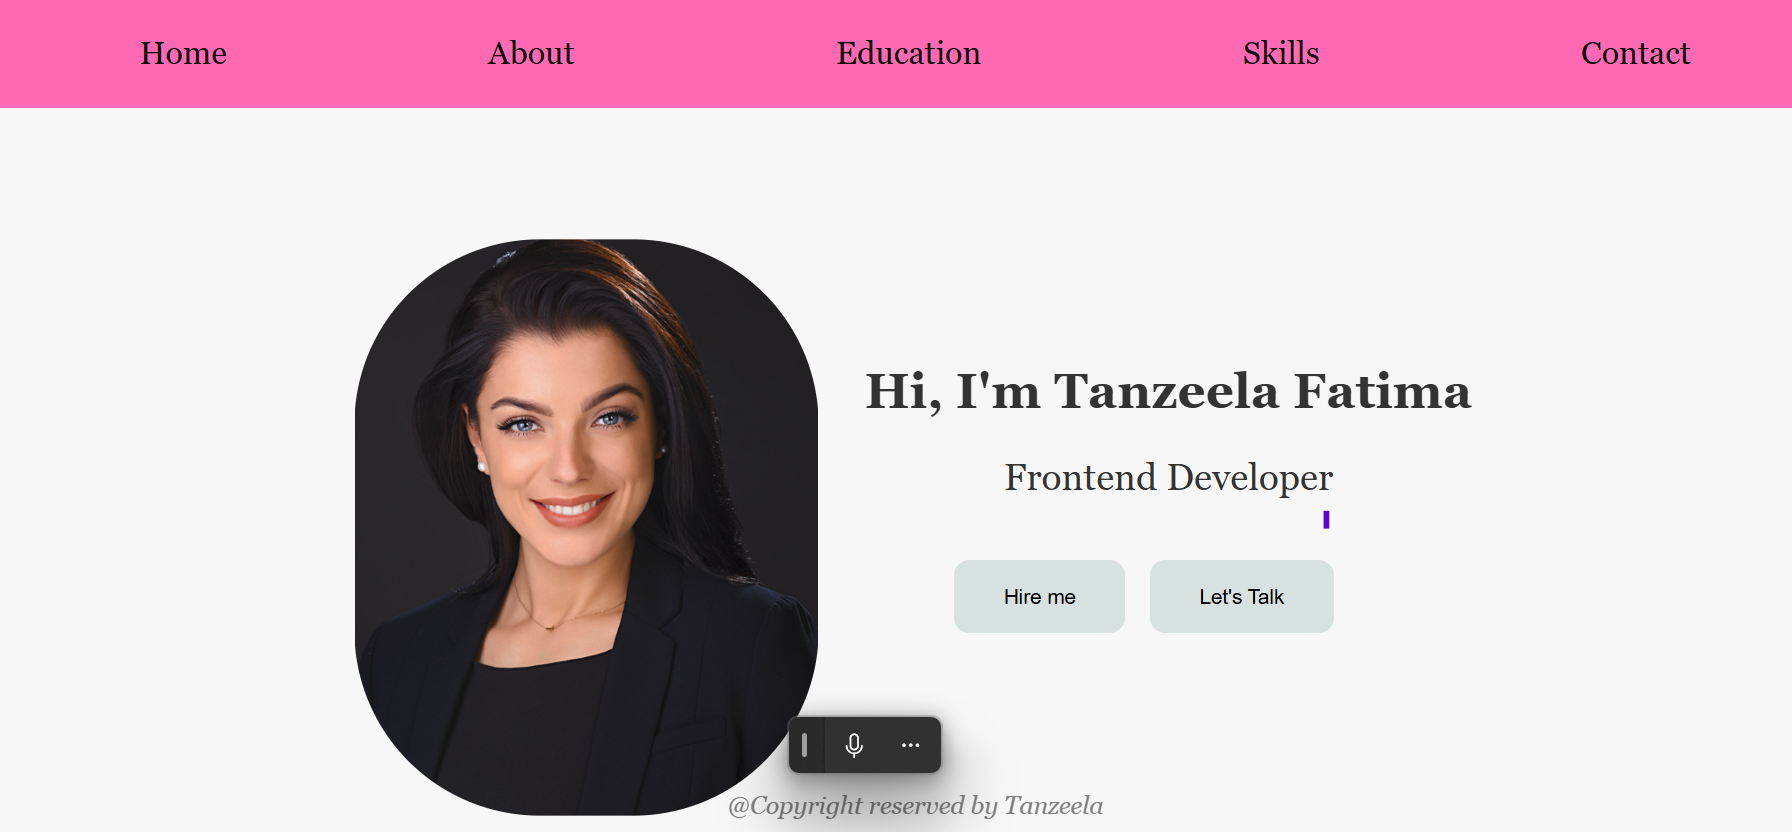 Home About Education Skills Contact
Hi, I'm Tanzeela Fatima
Frontend Developer
Hire me Let's Talk
@Copyright reserved by Tanzeela